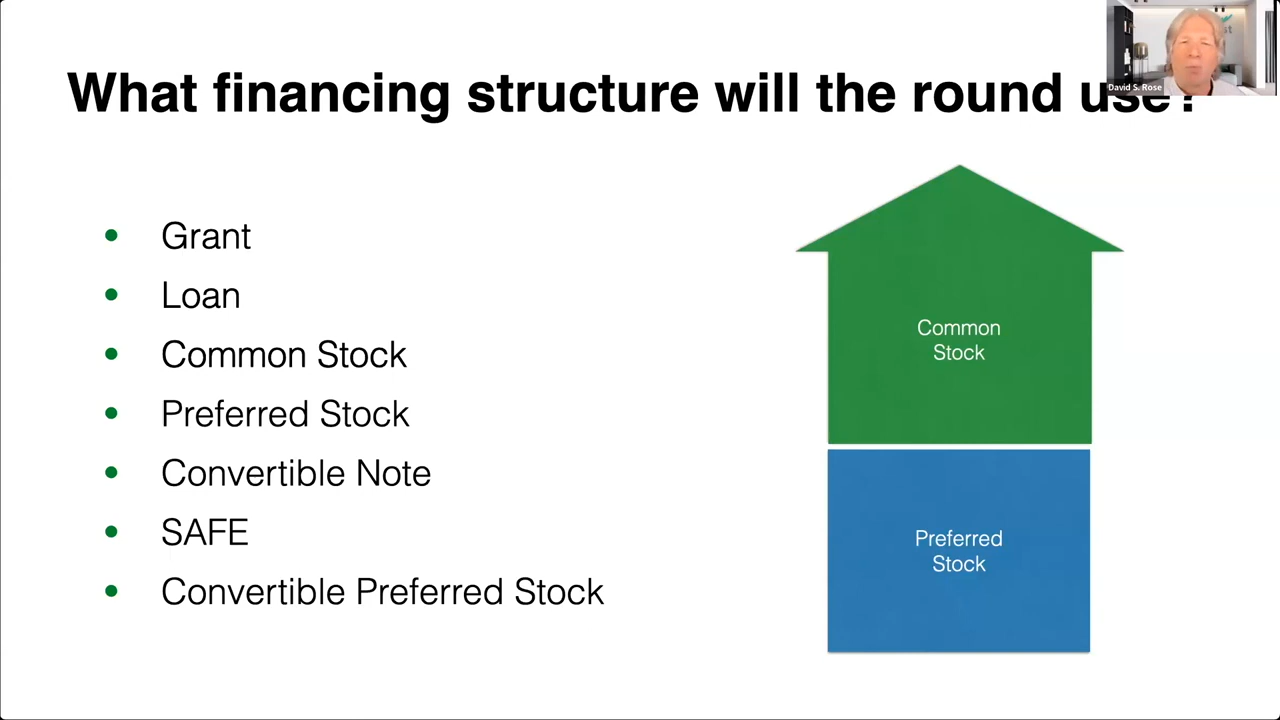 What financing structure will the round use?
David S. Rose
Grant
Loan
Common Stock
Preferred Stock
Convertible Note
SAFE
Convertible Preferred Stock
Common
Stock
Preferred
Stock